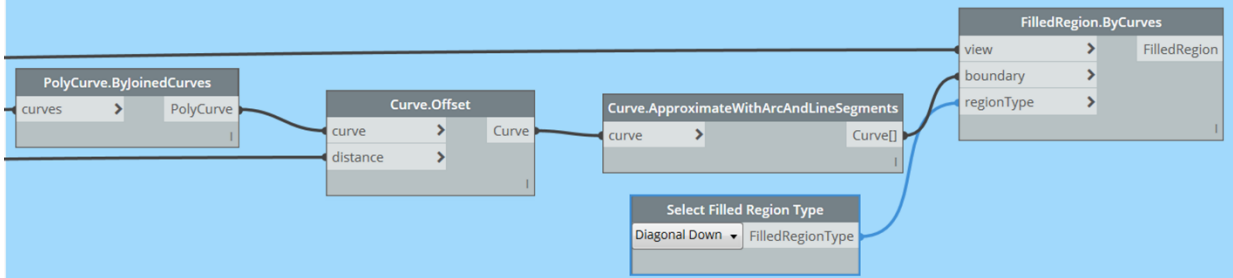 FilledRegion.ByCurves
view > FilledRegion
boundary >
regionType >
PolyCurve.ByJoinedCurves
curves > PolyCurve
Curve.Offset
curve > Curve
distance >
Curve.ApproximateWithArcAndLineSegments
curve > Curve[]
Select Filled Region Type
Diagonal Down FilledRegionType